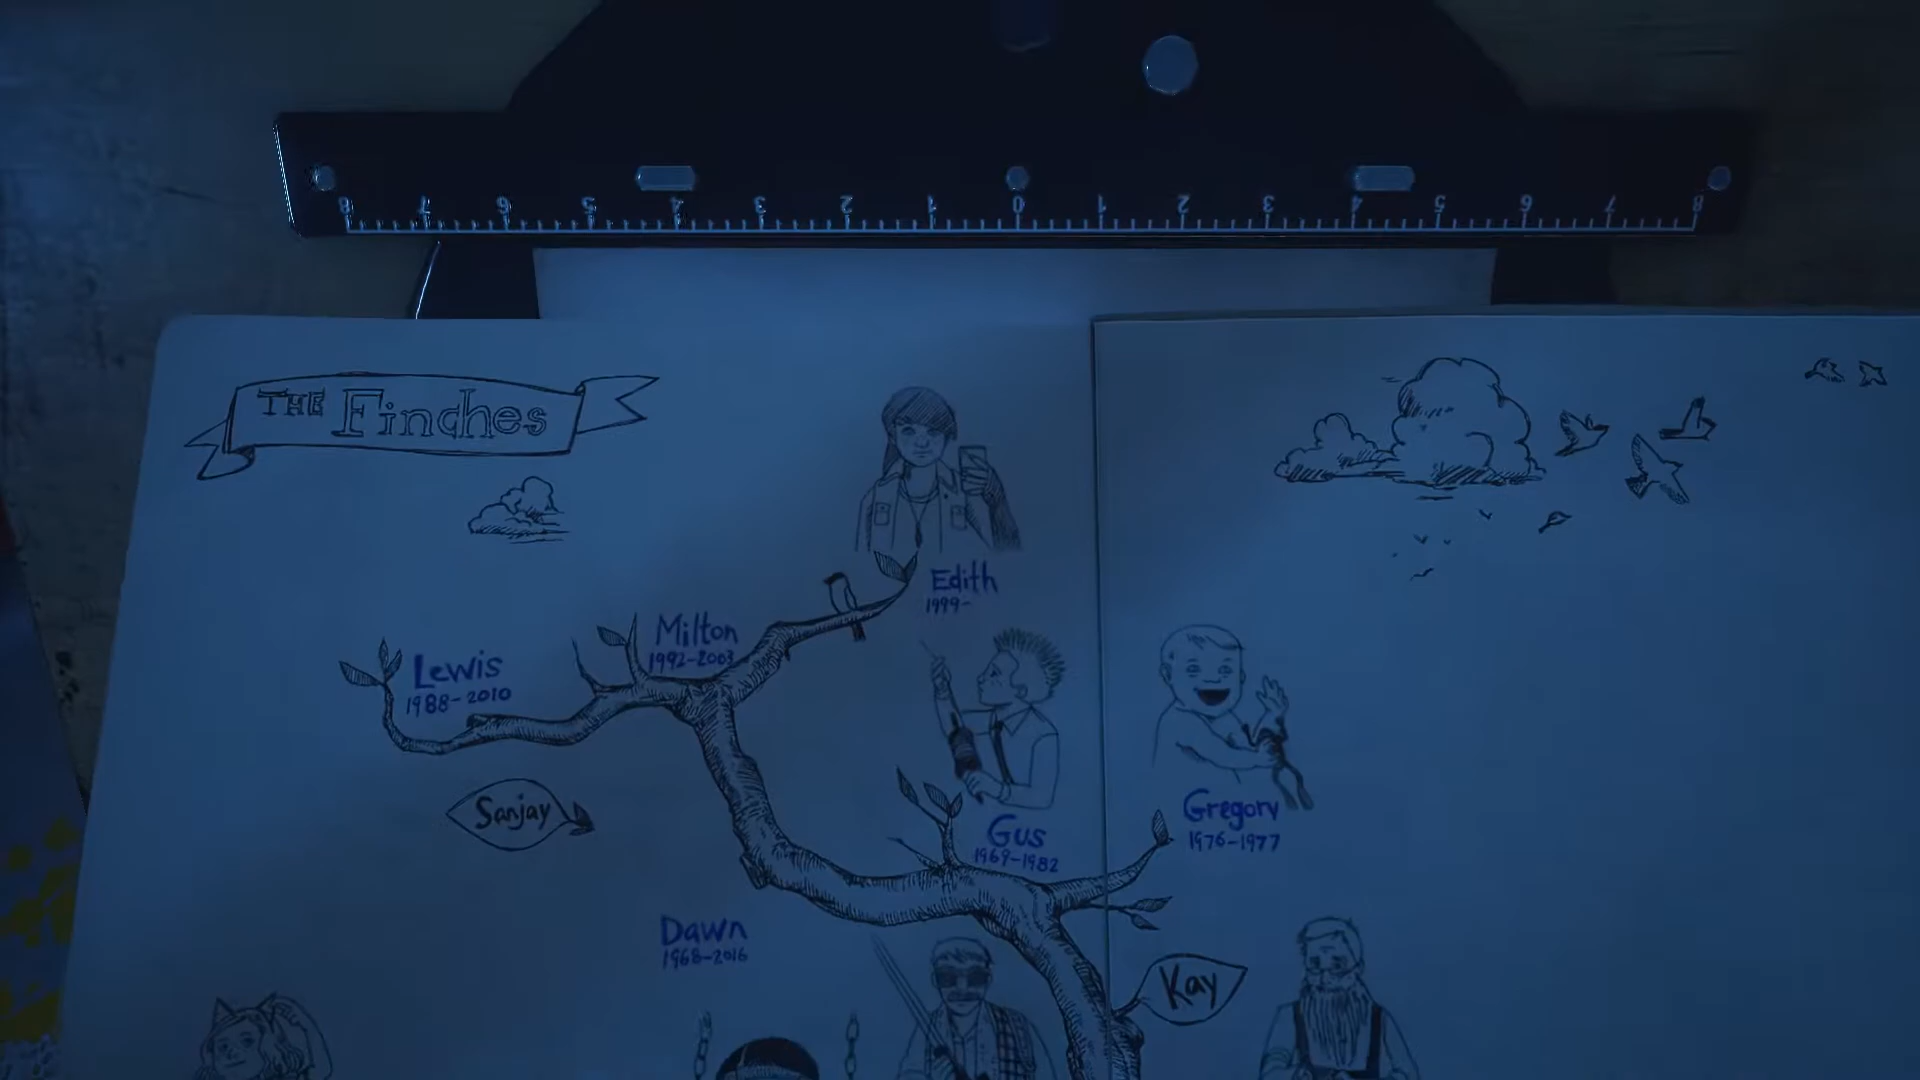 8 7 6 5 4 3 2 1 0 1 2 3 4 5 6 7 8
THE Finches
Edith
1999-
Milton
1992-2003
Lewis
1988-2010
Sanjay
Gus
1969-1982
Gregory
1976-1977
Dawn
1968-2016
Kay